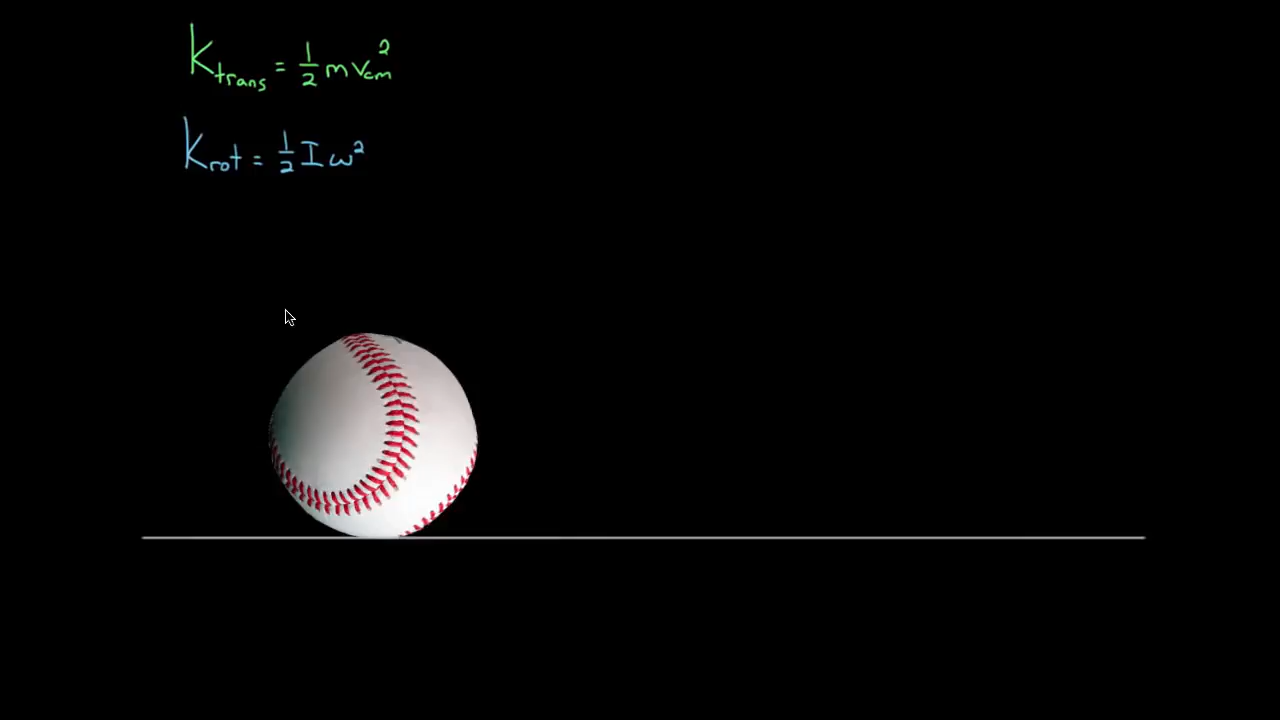 K_trans = 1/2 m v_cm^2
K_rot = 1/2 I ω^2